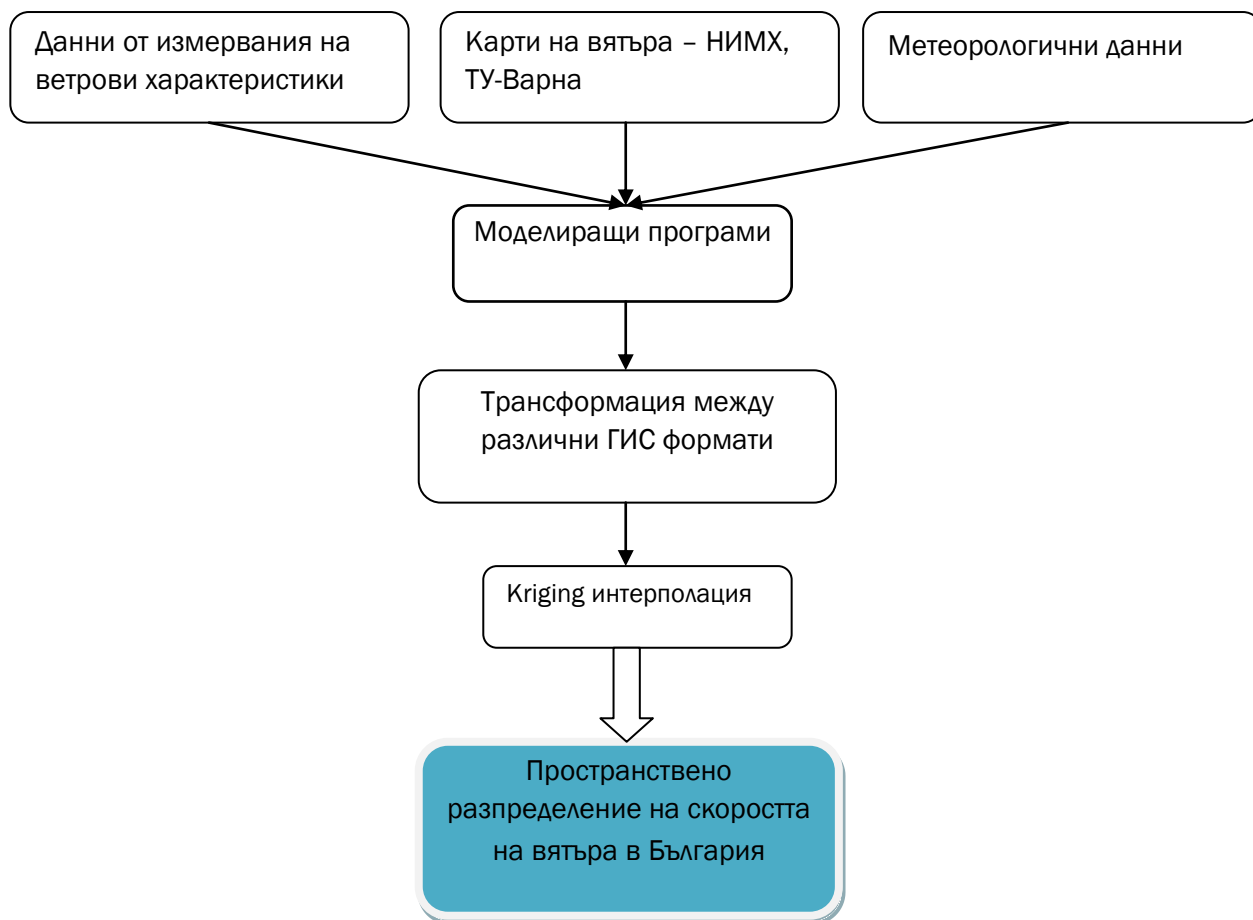 Данни от измервания на
ветрови характеристики
Карти на вятъра – НИМХ,
ТУ-Варна
Метеорологични данни
Моделиращи програми
Трансформация между
различни ГИС формати
Kriging интерполация
Пространствено
разпределение на скоростта
на вятъра в България